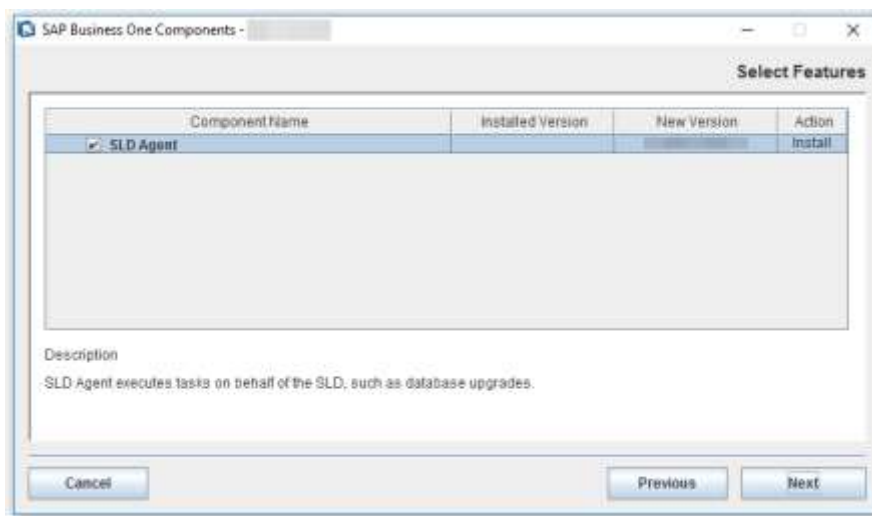 SAP Business One Components -
Select Features
Component Name Installed Version New Version Action
SLD Agent Install
Description
SLD Agent executes tasks on behalf of the SLD, such as database upgrades.
Cancel Previous Next